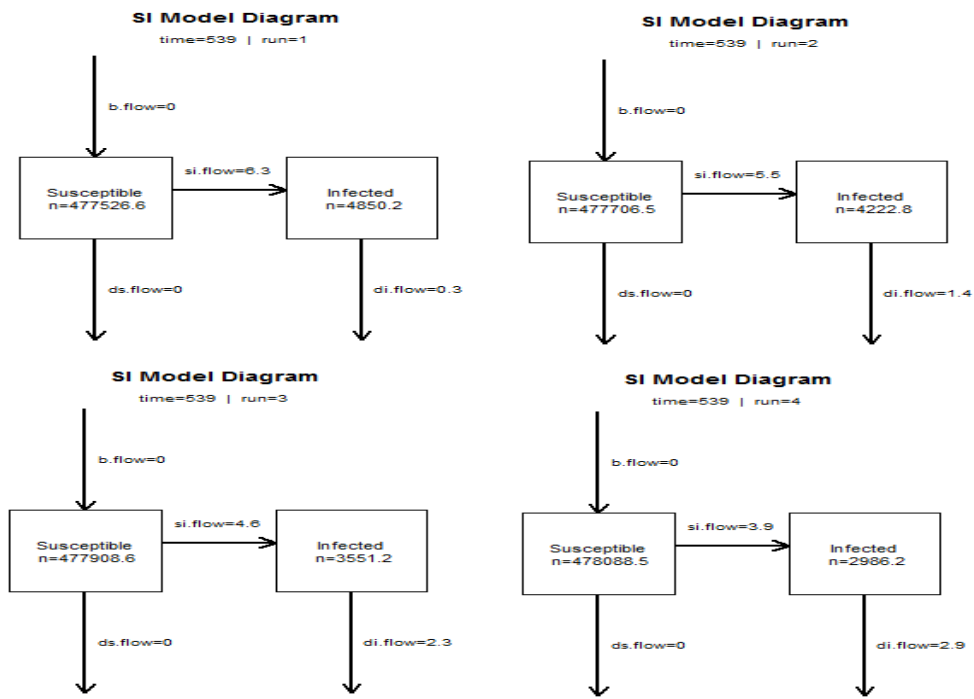 SI Model Diagram
time=539 | run=1
b.flow=0
si.flow=6.3
Susceptible
n=477526.6
Infected
n=4850.2
ds.flow=0
di.flow=0.3
SI Model Diagram
time=539 | run=2
b.flow=0
si.flow=5.5
Susceptible
n=477706.5
Infected
n=4222.8
ds.flow=0
di.flow=1.4
SI Model Diagram
time=539 | run=3
b.flow=0
si.flow=4.6
Susceptible
n=477908.6
Infected
n=3551.2
ds.flow=0
di.flow=2.3
SI Model Diagram
time=539 | run=4
b.flow=0
si.flow=3.9
Susceptible
n=478088.5
Infected
n=2986.2
ds.flow=0
di.flow=2.9